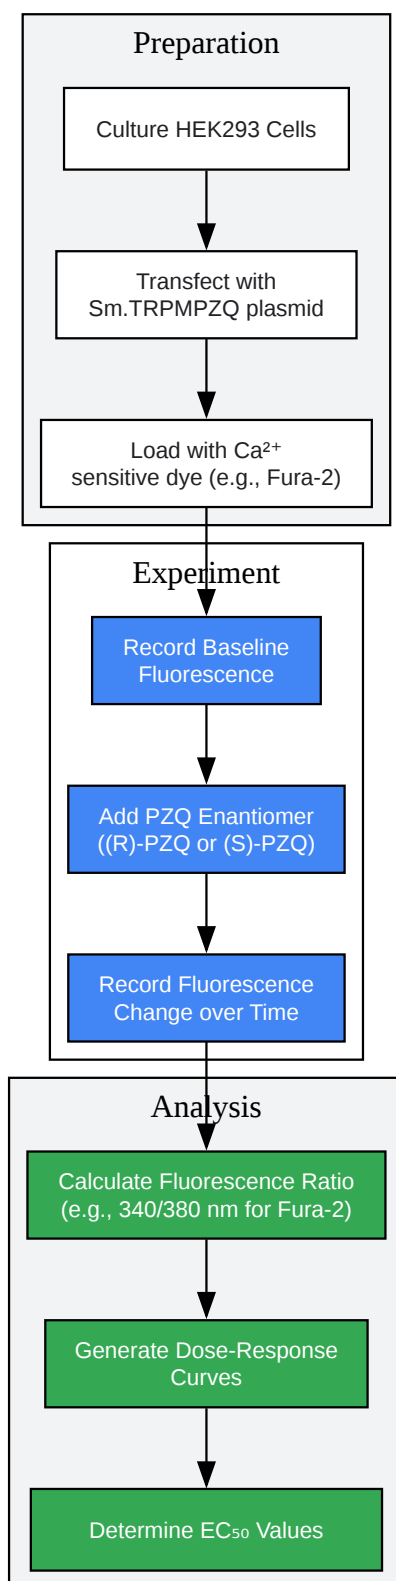 Preparation
Culture HEK293 Cells
Transfect with
Sm.TRPMPZQ plasmid
Load with Ca²⁺
sensitive dye (e.g., Fura-2)
Experiment
Record Baseline
Fluorescence
Add PZQ Enantiomer
((R)-PZQ or (S)-PZQ)
Record Fluorescence
Change over Time
Analysis
Calculate Fluorescence Ratio
(e.g., 340/380 nm for Fura-2)
Generate Dose-Response
Curves
Determine EC₅₀ Values